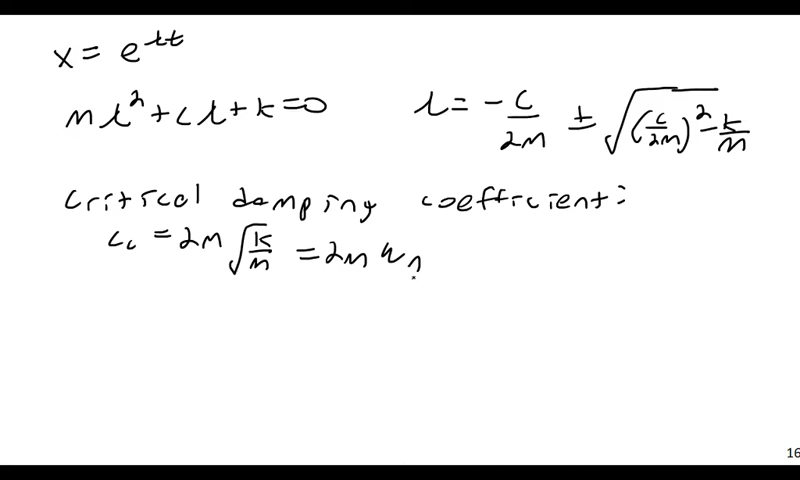 x = e^{λt}
mλ² + cλ + k = 0
λ = -c/2m ± √((c/2m)² - k/m)
critical damping coefficient:
c_c = 2m √(k/m) = 2m ω_n
16